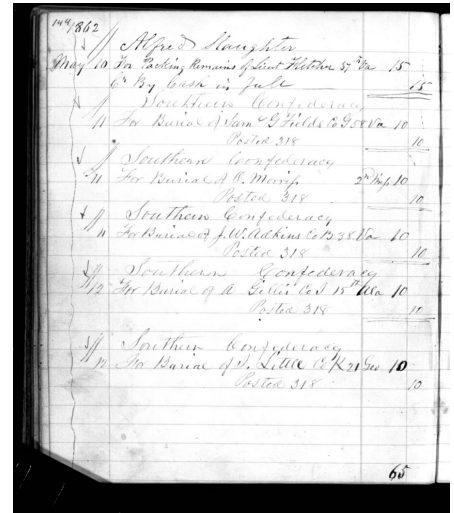 144
1862
Alfred Slaughter
May 10 For Packing Remains of Lieut Fletcher 57th Va 15
Cr By Cash in full 15
Southern Confederacy
11 For Burial of Saml G Fields Co G 58 Va 10
Posted 318 10
Southern Confederacy
11 For Burial of R. Morris 2nd Miss 10
Posted 318 10
Southern Confederacy
11 For Burial of J. W. Adkins Co B 38 Va 10
Posted 318 10
Southern Confederacy
12 For Burial of A Gillis Co I 15th Ala 10
Posted 318 10
Southern Confederacy
12 For Burial of S. Little Co K 21 Geo 10
Posted 318 10
65